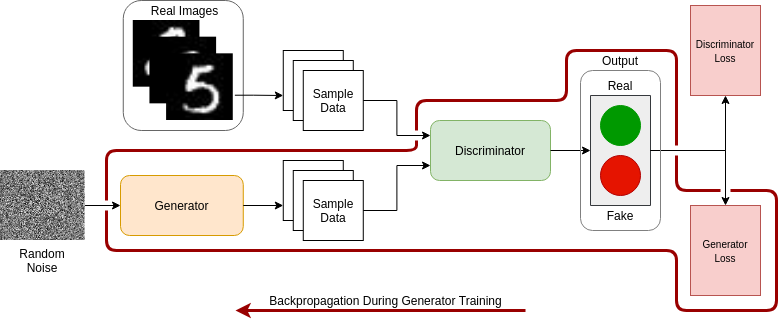 Real Images
5
Sample
Data
Output
Real
Discriminator
Loss
Discriminator
Generator
Sample
Data
Fake
Random
Noise
Generator
Loss
Backpropagation During Generator Training